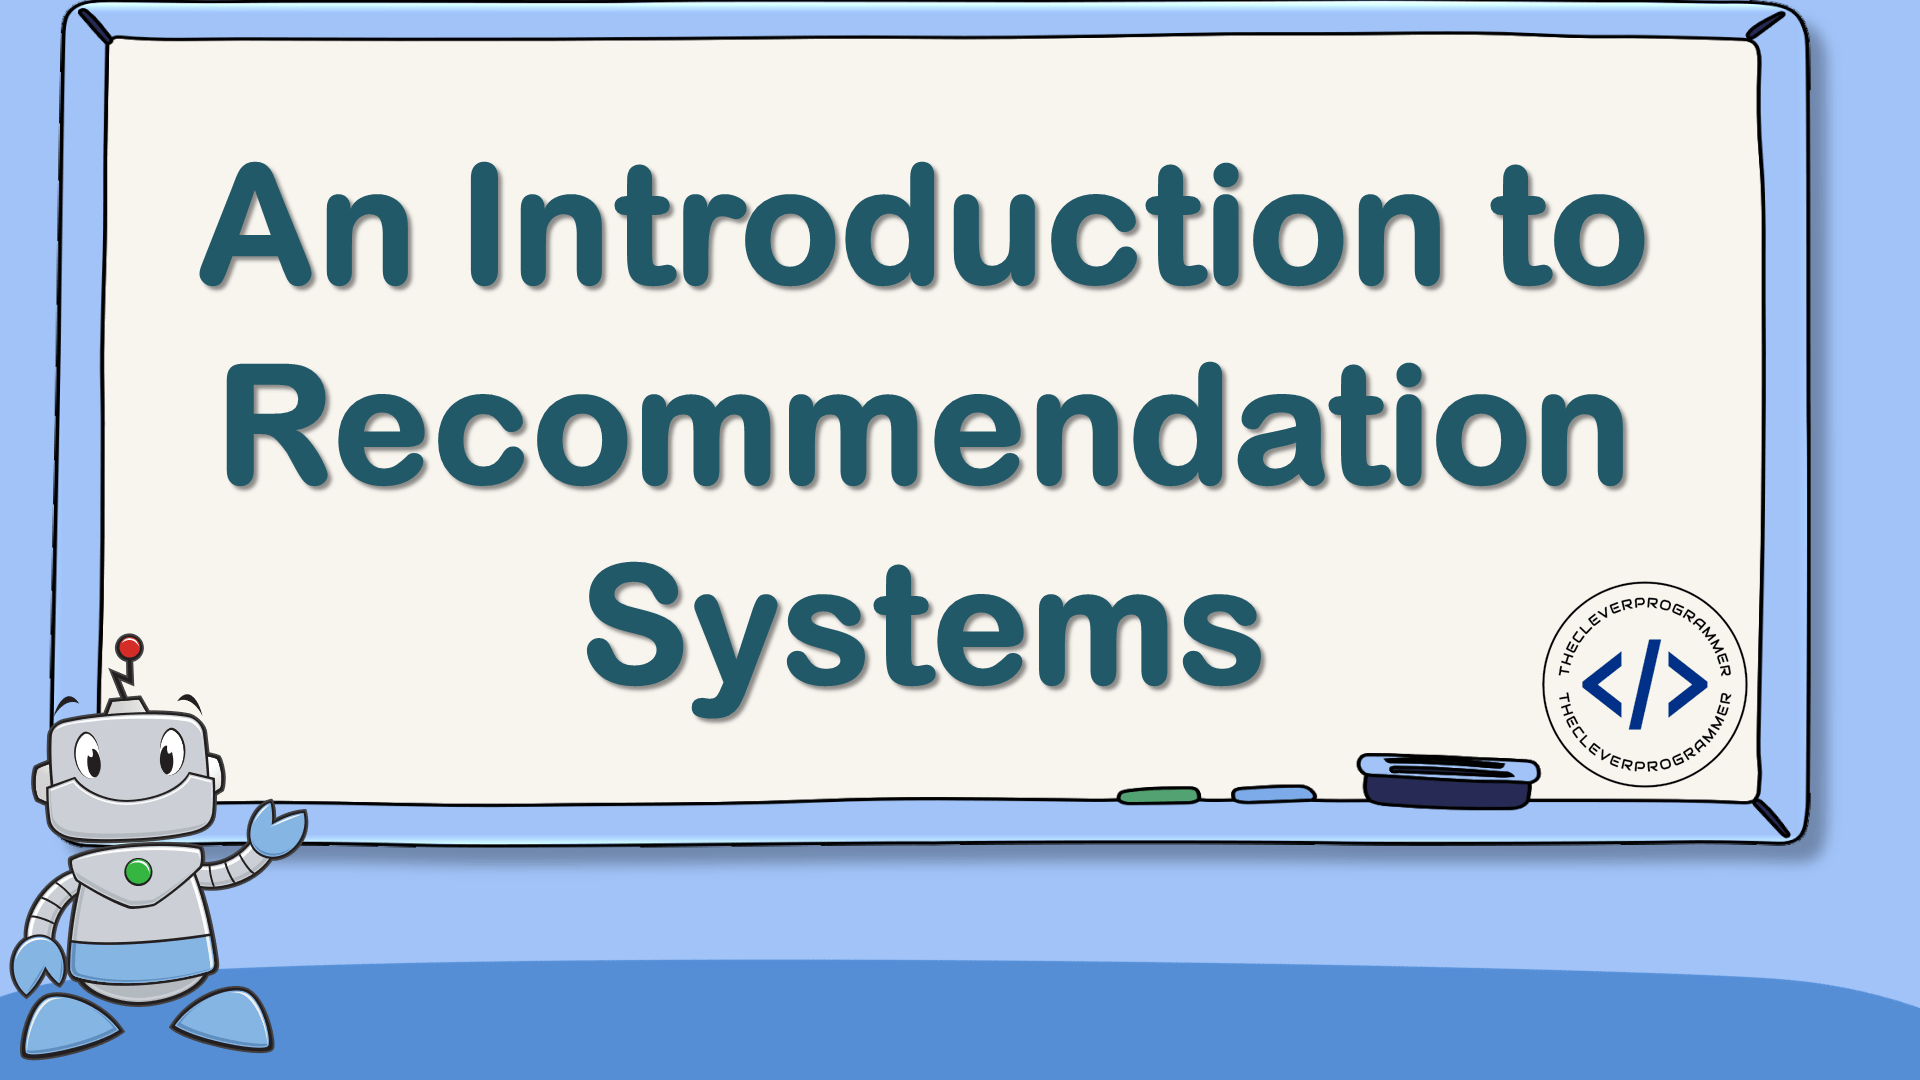 An Introduction to
Recommendation
Systems
THECLEVERPROGRAMMER
</>
THECLEVERPROGRAMMER